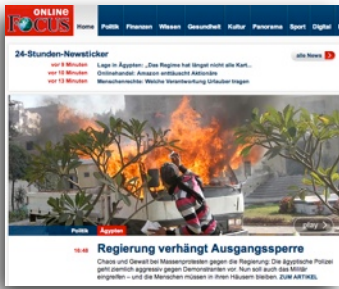 ONLINE
FOCUS
Home Politik Finanzen Wissen Gesundheit Kultur Panorama Sport Digital
24-Stunden-Newsticker
alle News
vor 9 Minuten Lage in Ägypten: „Das Regime hat längst nicht alle Kart...
vor 10 Minuten Onlinehandel: Amazon enttäuscht Aktionäre
vor 13 Minuten Menschenrechte: Welche Verantwortung Urlauber tragen
play
Politik Ägypten
16:48 Regierung verhängt Ausgangssperre
Chaos und Gewalt bei Massenprotesten gegen die Regierung: Die ägyptische Polizei
geht ziemlich aggressiv gegen Demonstranten vor. Nun soll auch das Militär
eingreifen – und die Menschen müssen in ihren Häusern bleiben. ZUM ARTIKEL